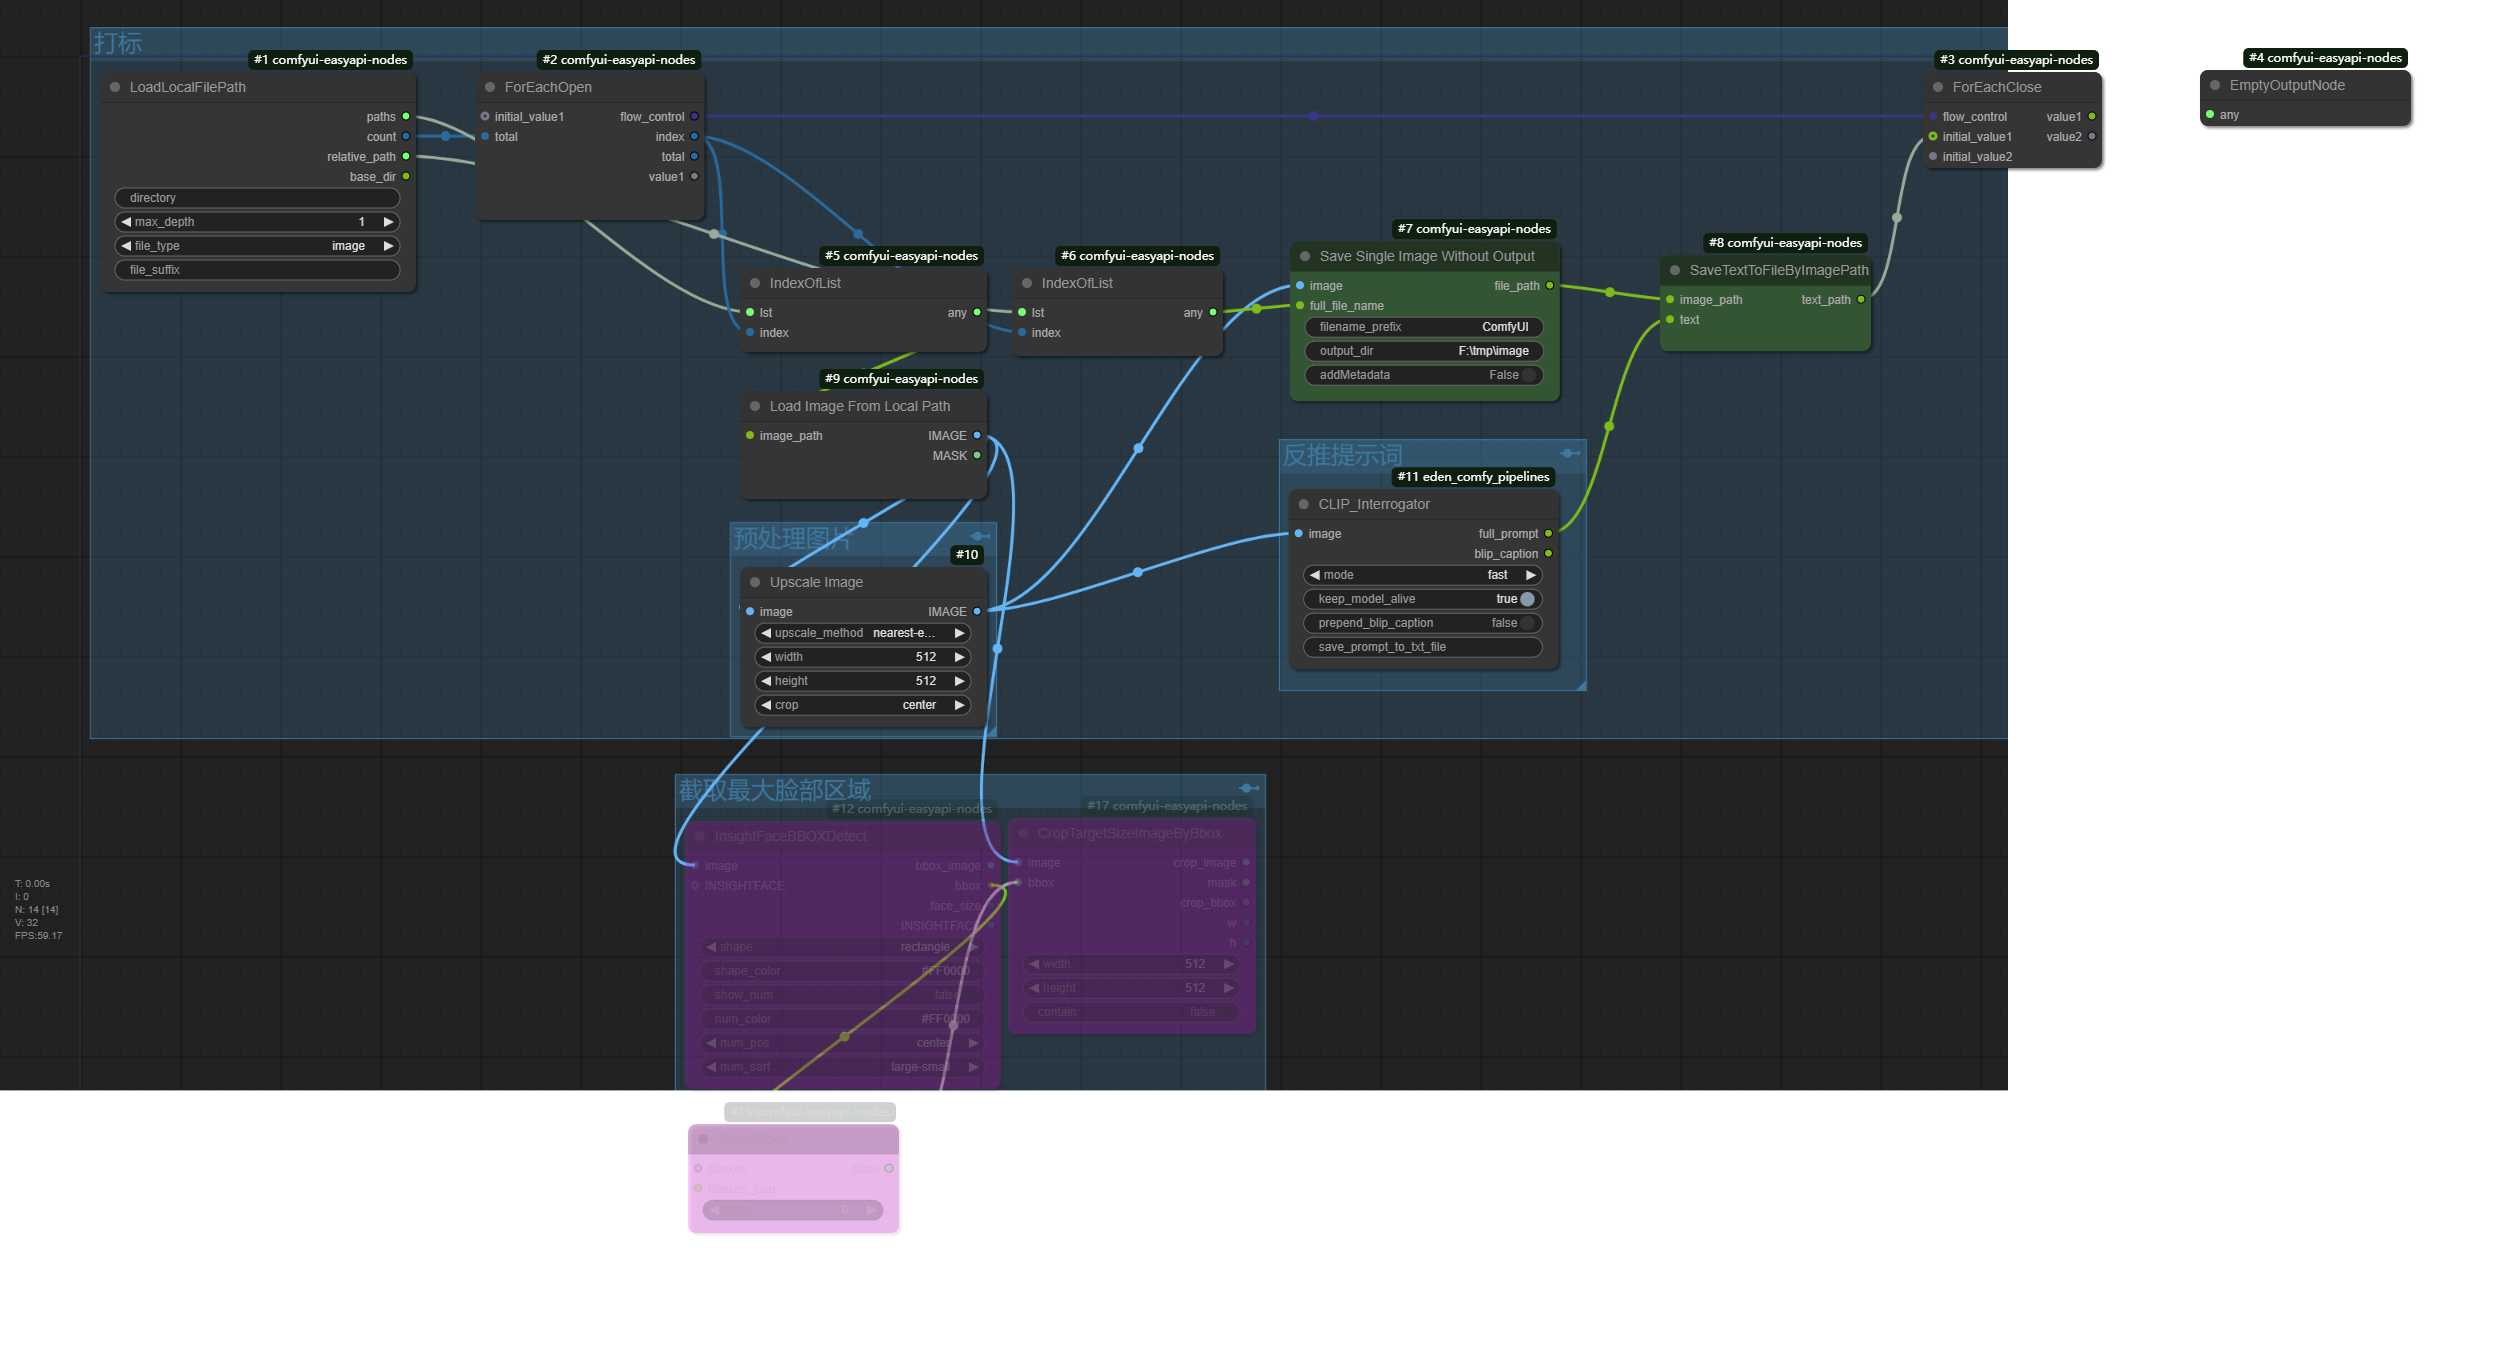 打标
#1 comfyui-easyapi-nodes
LoadLocalFilePath
paths
count
relative_path
base_dir
directory
max_depth 1
file_type image
file_suffix
#2 comfyui-easyapi-nodes
ForEachOpen
initial_value1 flow_control
total index
total
value1
#3 comfyui-easyapi-nodes
ForEachClose
flow_control value1
initial_value1 value2
initial_value2
#4 comfyui-easyapi-nodes
EmptyOutputNode
any
#5 comfyui-easyapi-nodes
IndexOfList
lst any
index
#6 comfyui-easyapi-nodes
IndexOfList
lst any
index
#7 comfyui-easyapi-nodes
Save Single Image Without Output
image file_path
full_file_name
filename_prefix ComfyUI
output_dir F:\tmp\image
addMetadata False
#8 comfyui-easyapi-nodes
SaveTextToFileByImagePath
image_path text_path
text
#9 comfyui-easyapi-nodes
Load Image From Local Path
image_path IMAGE
MASK
预处理图片
#10
Upscale Image
image IMAGE
upscale_method nearest-e...
width 512
height 512
crop center
反推提示词
#11 eden_comfy_pipelines
CLIP_Interrogator
image full_prompt
blip_caption
mode fast
keep_model_alive true
prepend_blip_caption false
save_prompt_to_txt_file
截取最大脸部区域
#12 comfyui-easyapi-nodes
InsightFaceBBOXDetect
image bbox_image
INSIGHTFACE bbox
face_size
INSIGHTFACE
shape rectangle
shape_color #FF0000
show_num false
num_color #FF0000
num_pos center
num_sort large-small
#17 comfyui-easyapi-nodes
CropTargetSizeImageByBbox
image crop_image
bbox mask
crop_bbox
w
h
width 512
height 512
contain false
T: 0.00s
I: 0
N: 14 [14]
V: 32
FPS:59.17
#13 comfyui-easyapi-nodes
bboxes bbox
bboxes_json
0